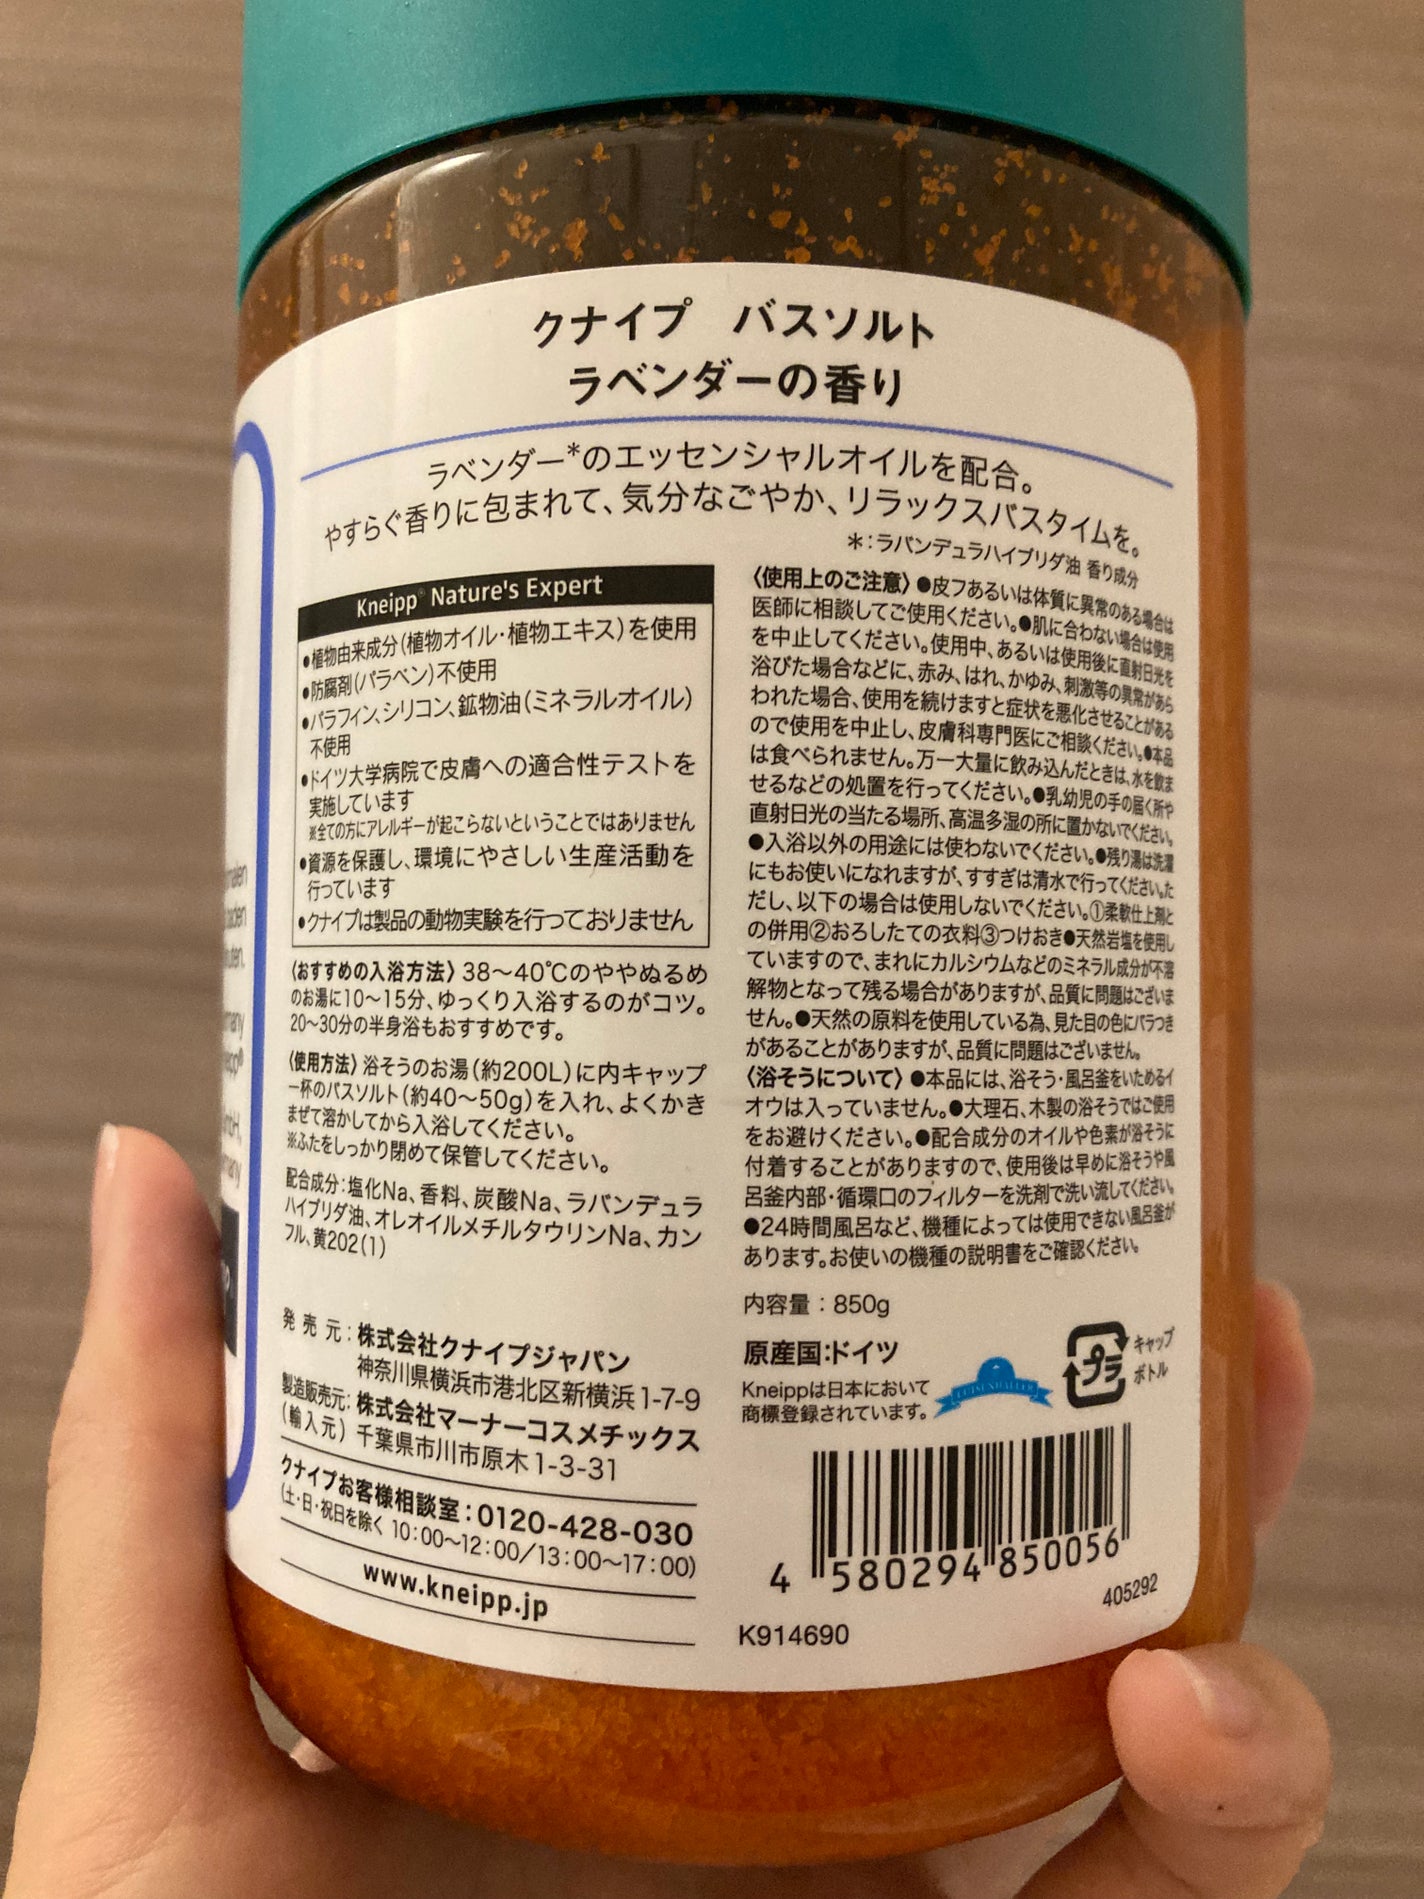 クナイプ バスソルト
ラベンダーの香り
ラベンダー*のエッセンシャルオイルを配合。
やすらぐ香りに包まれて、気分なごやか、リラックスバスタイムを。
*:ラバンデュラハイブリダ油 香り成分
Kneipp® Nature's Expert
●植物由来成分(植物オイル・植物エキス)を使用
●防腐剤(パラベン)不使用
●パラフィン、シリコン、鉱物油(ミネラルオイル)
不使用
●ドイツ大学病院で皮膚への適合性テストを
実施しています
※全ての方にアレルギーが起こらないということではありません
●資源を保護し、環境にやさしい生産活動を
行っています
●クナイプは製品の動物実験を行っておりません
〈おすすめの入浴方法〉38〜40℃のややぬるめ
のお湯に10〜15分、ゆっくり入浴するのがコツ。
20〜30分の半身浴もおすすめです。
〈使用方法〉浴そうのお湯(約200L)に内キャップ
一杯のバスソルト(約40〜50g)を入れ、よくかき
まぜて溶かしてから入浴してください。
※ふたをしっかり閉めて保管してください。
配合成分:塩化Na、香料、炭酸Na、ラバンデュラ
ハイブリダ油、オレオイルメチルタウリンNa、カン
フル、黄202(1)
発売元:株式会社クナイプジャパン
神奈川県横浜市港北区新横浜1-7-9
製造販売元:株式会社マーナーコスメチックス
(輸入元)千葉県市川市原木1-3-31
クナイプお客様相談室:0120-428-030
(土・日・祝日を除く 10:00〜12:00/13:00〜17:00)
www.kneipp.jp
〈使用上のご注意〉●皮フあるいは体質に異常のある場合は
医師に相談してご使用ください。●肌に合わない場合は使用
を中止してください。使用中、あるいは使用後に直射日光を
浴びた場合などに、赤み、はれ、かゆみ、刺激等の異常があら
われた場合、使用を続けますと症状を悪化させることがある
ので使用を中止し、皮膚科専門医にご相談ください。●本品
は食べられません。万一大量に飲み込んだときは、水を飲ま
せるなどの処置を行ってください。●乳幼児の手の届く所や
直射日光の当たる場所、高温多湿の所に置かないでください。
●入浴以外の用途には使わないでください。●残り湯は洗濯
にもお使いになれますが、すすぎは清水で行ってください。た
だし、以下の場合は使用しないでください。①柔軟仕上剤と
の併用②おろしたての衣料③つけおき●天然岩塩を使用し
ていますので、まれにカルシウムなどのミネラル成分が不溶
解物となって残る場合がありますが、品質に問題はございま
せん。●天然の原料を使用している為、見た目の色にバラつき
があることがありますが、品質に問題はございません。
〈浴そうについて〉●本品には、浴そう・風呂釜をいためるイ
オウは入っていません。●大理石、木製の浴そうではご使用
をお避けください。●配合成分のオイルや色素が浴そうに
付着することがありますので、使用後は早めに浴そうや風
呂釜内部・循環口のフィルターを洗剤で洗い流してください。
●24時間風呂など、機種によっては使用できない風呂釜が
あります。お使いの機種の説明書をご確認ください。
内容量:850g
原産国:ドイツ
Kneippは日本において
商標登録されています。
LUISENHALLER
プラ
キャップ
ボトル
4 580294 850056
405292
K914690